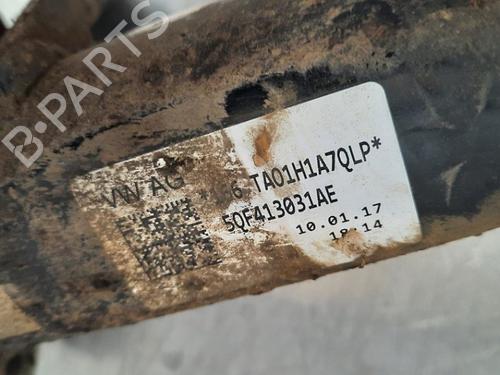 B-PARTS
VW AG
6 TA01H1A7QLP*
5QF413031AE
10.01.17
18:14